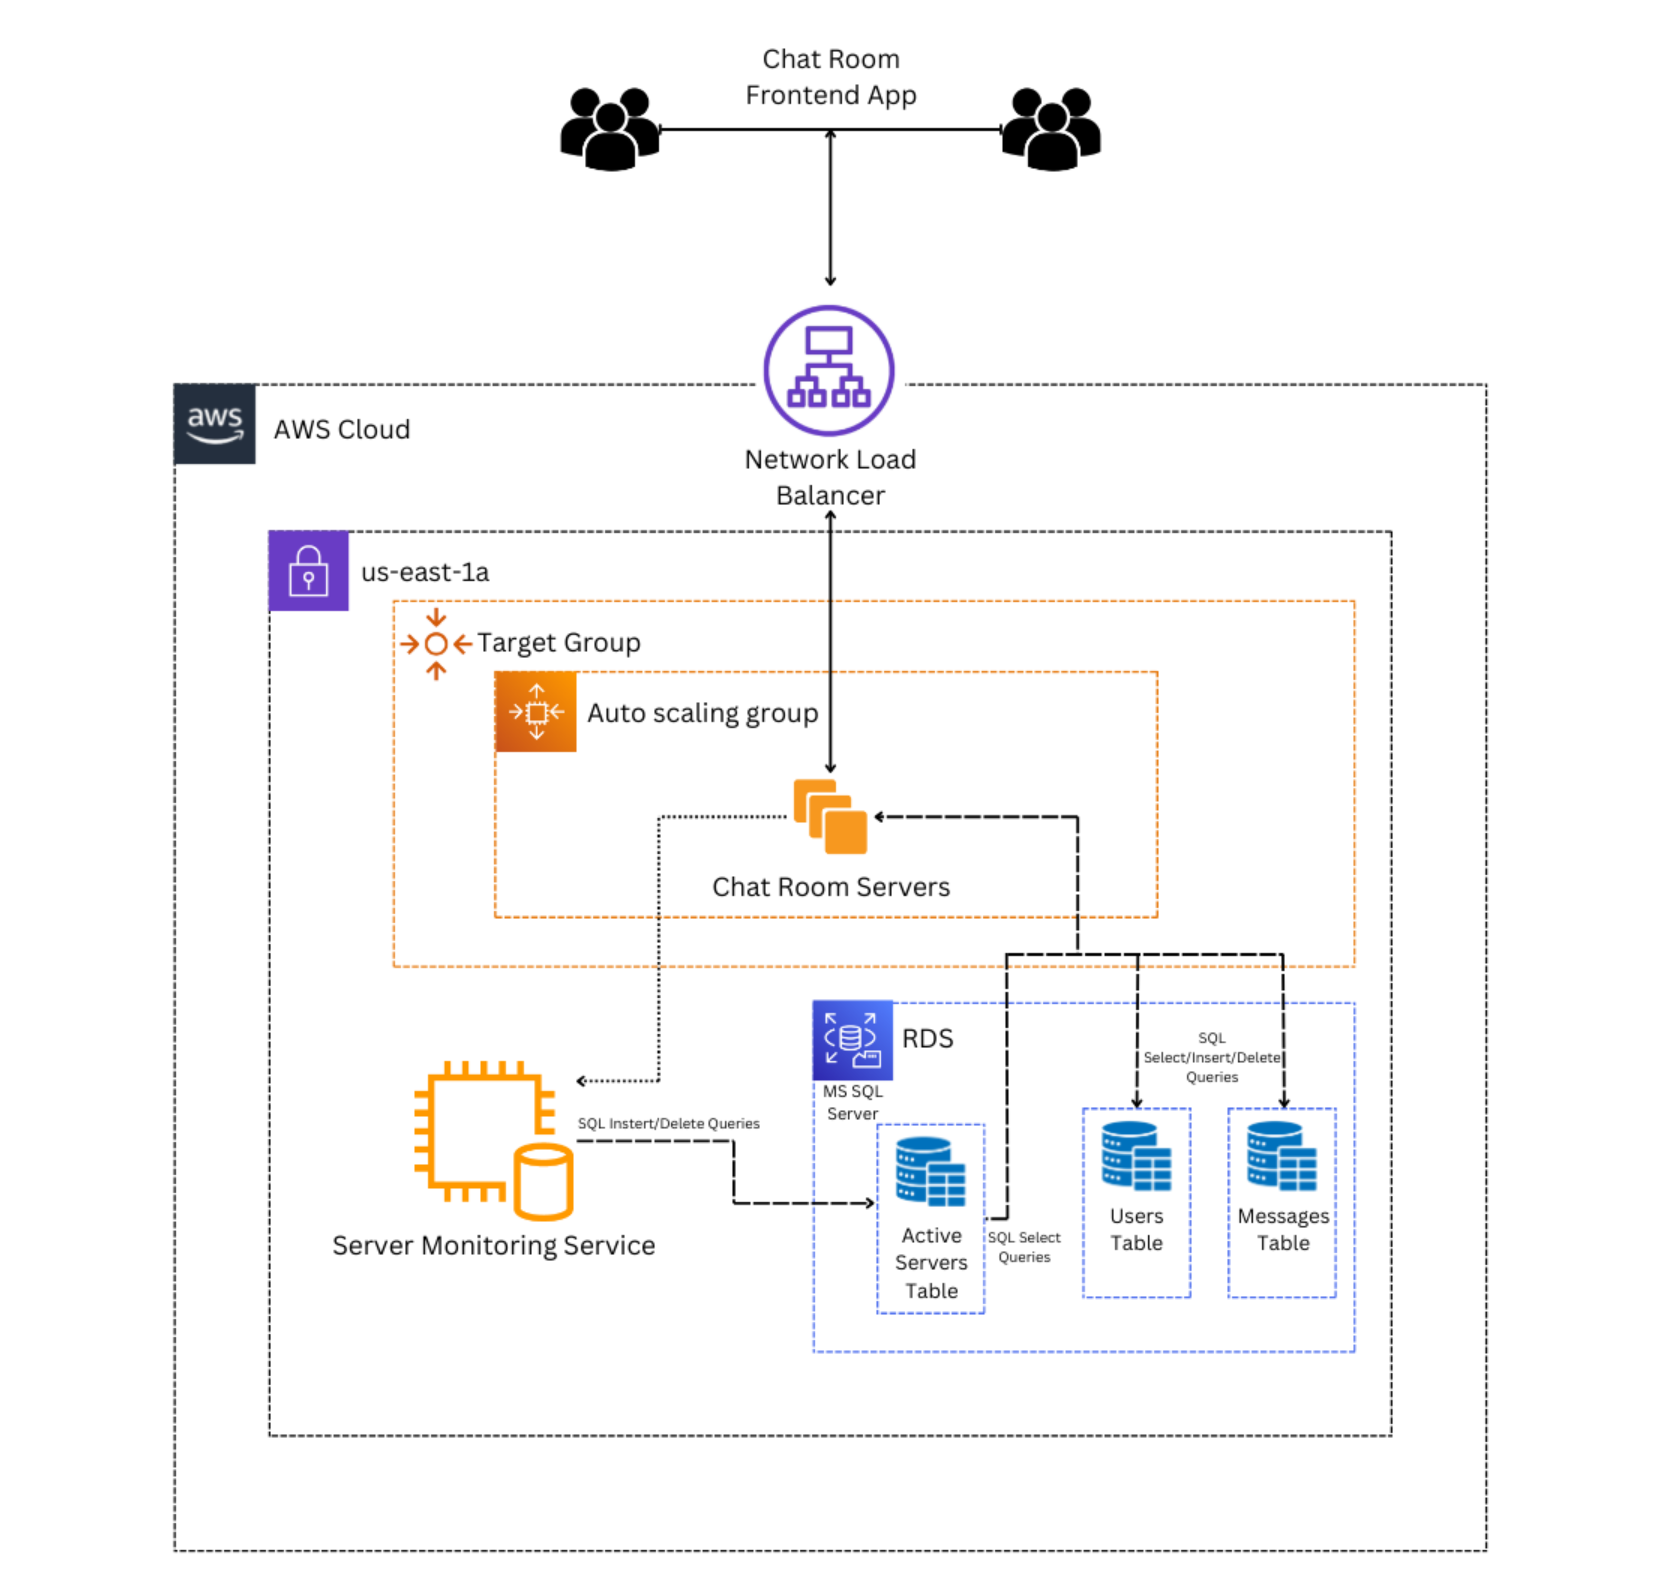 Chat Room
Frontend App
Network Load
Balancer
aws
AWS Cloud
us-east-1a
Target Group
Auto scaling group
Chat Room Servers
RDS
MS SQL
Server
SQL
Select/Insert/Delete
Queries
SQL Instert/Delete Queries
Server Monitoring Service
Active
Servers
Table
SQL Select
Queries
Users
Table
Messages
Table